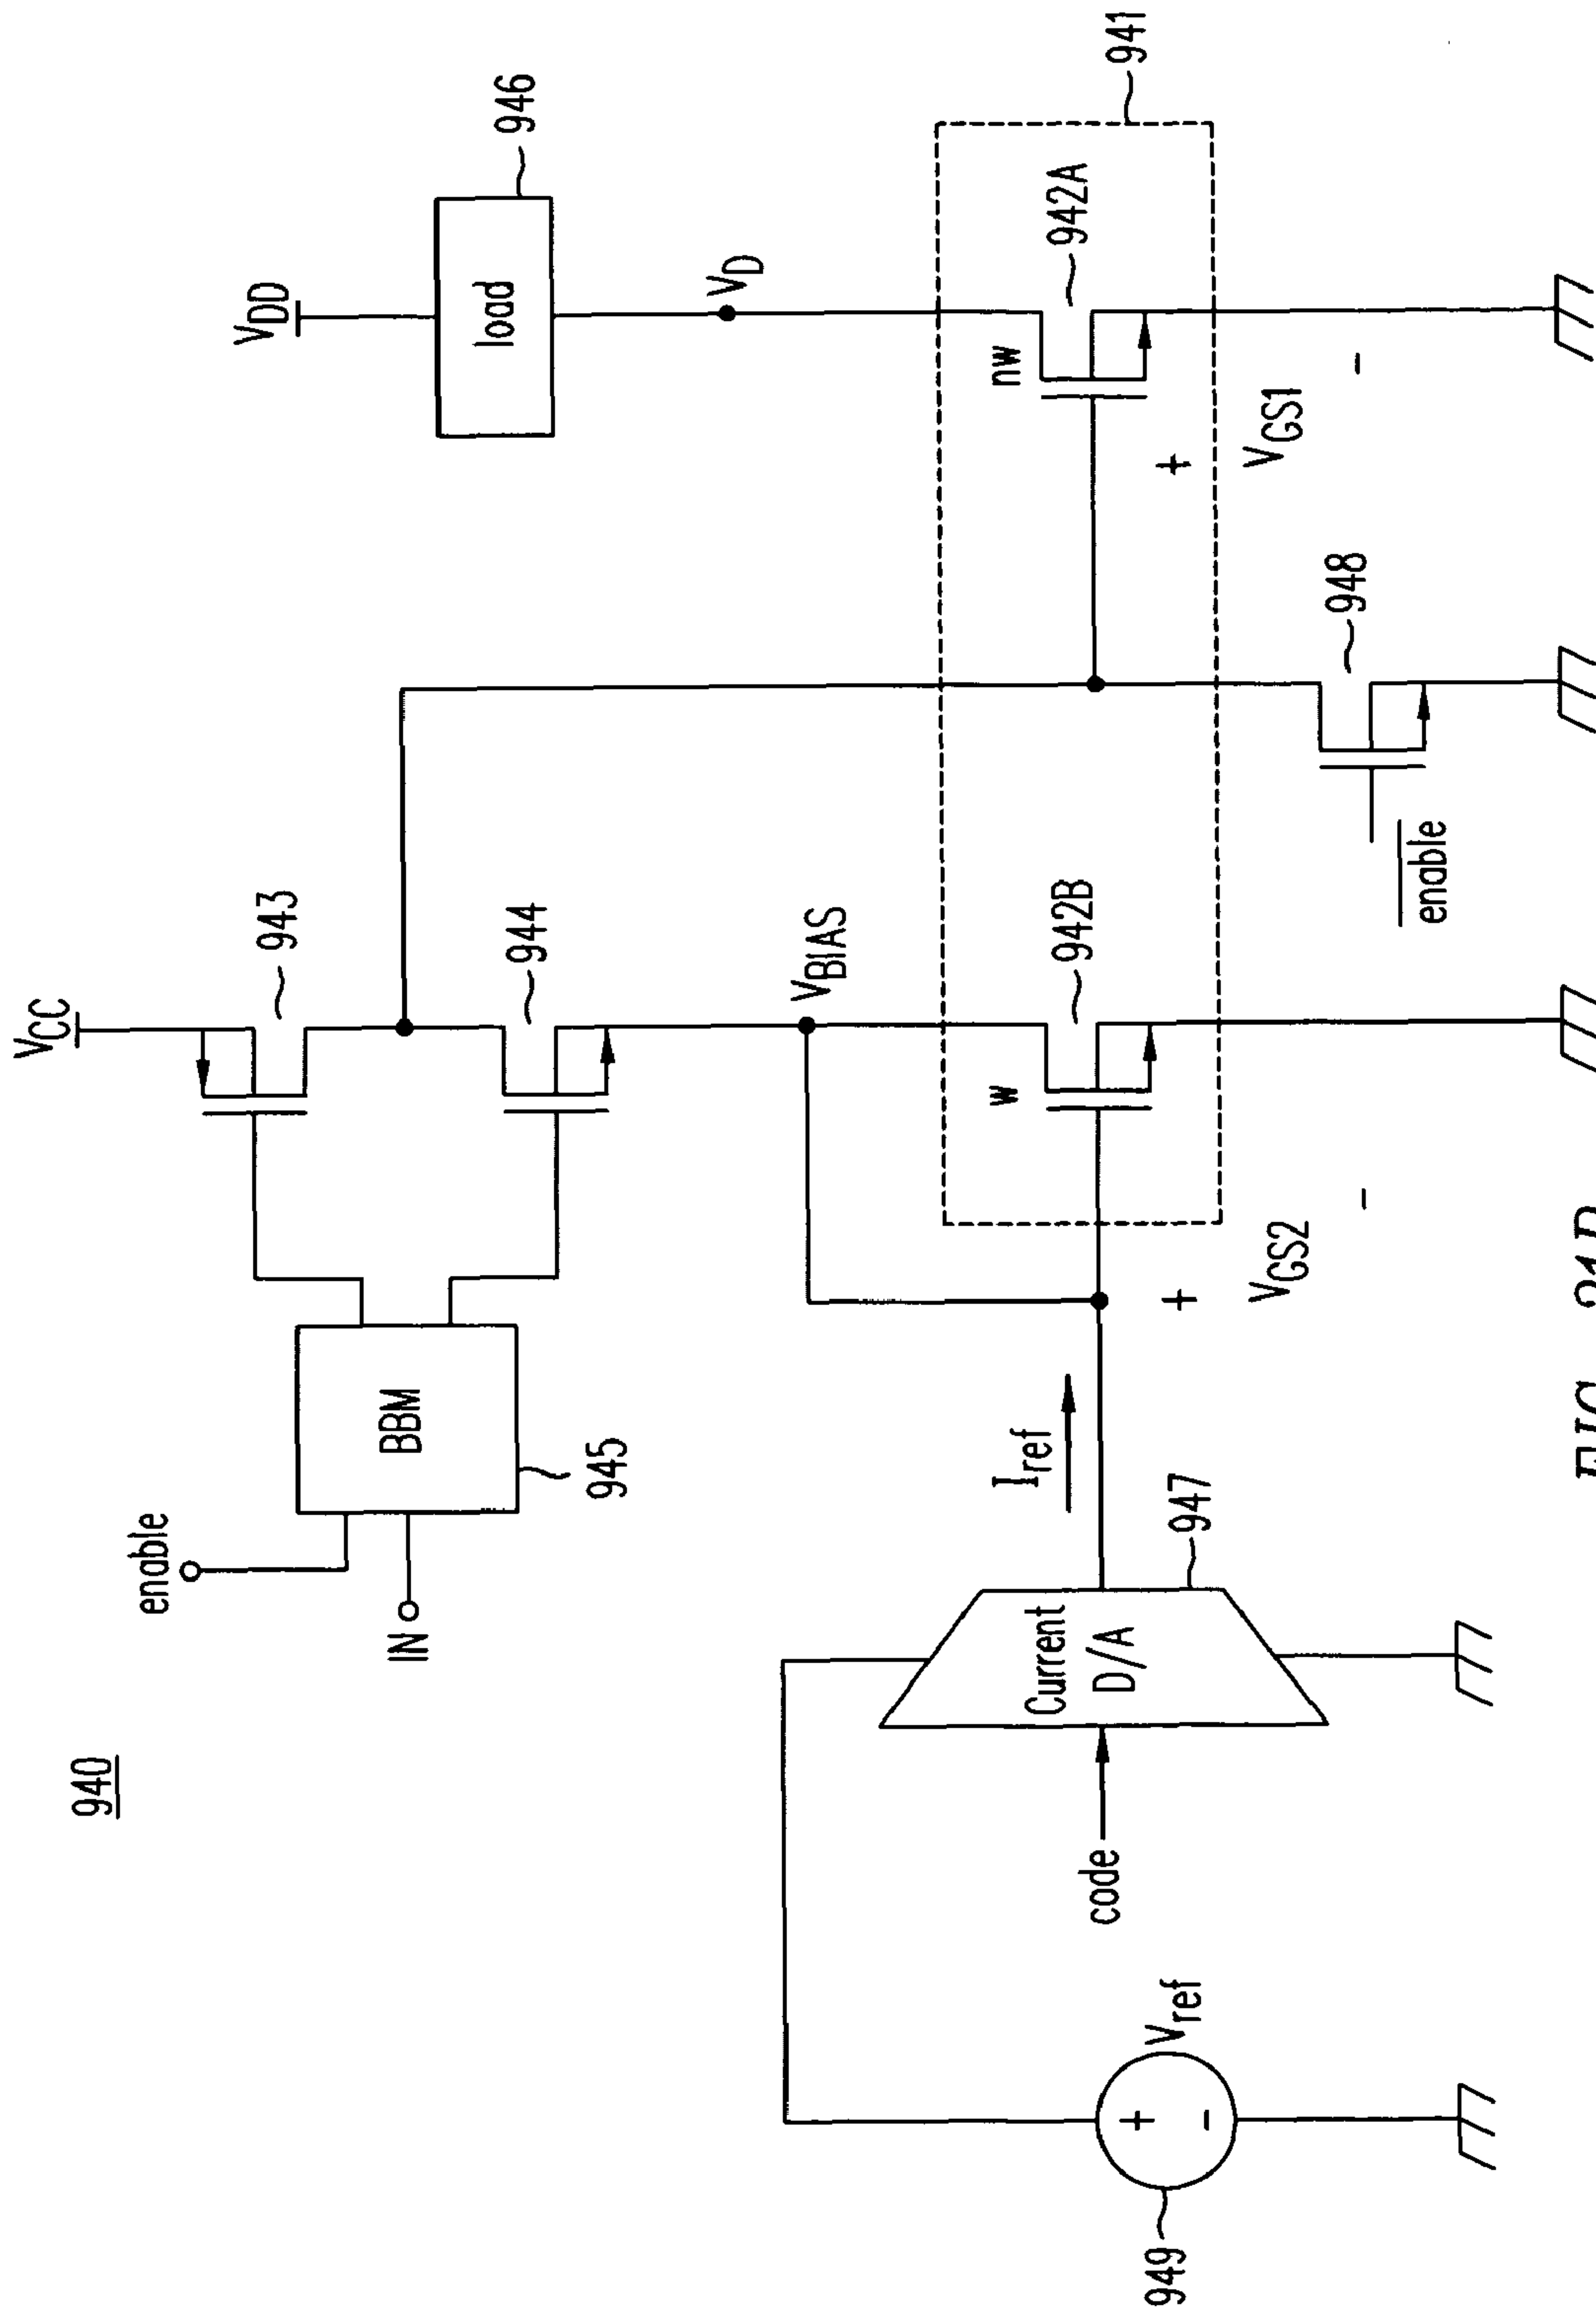 940
V_CC
enable
V_DD
943
946
IN
BBM
load
944
945
V_D
V_BIAS
w
nw
I_ref
Current
D/A
942B
942A
code
941
949
V_ref
947
+
+
+
-
V_GS2
V_GS1
948
-
-
enable
FIG.